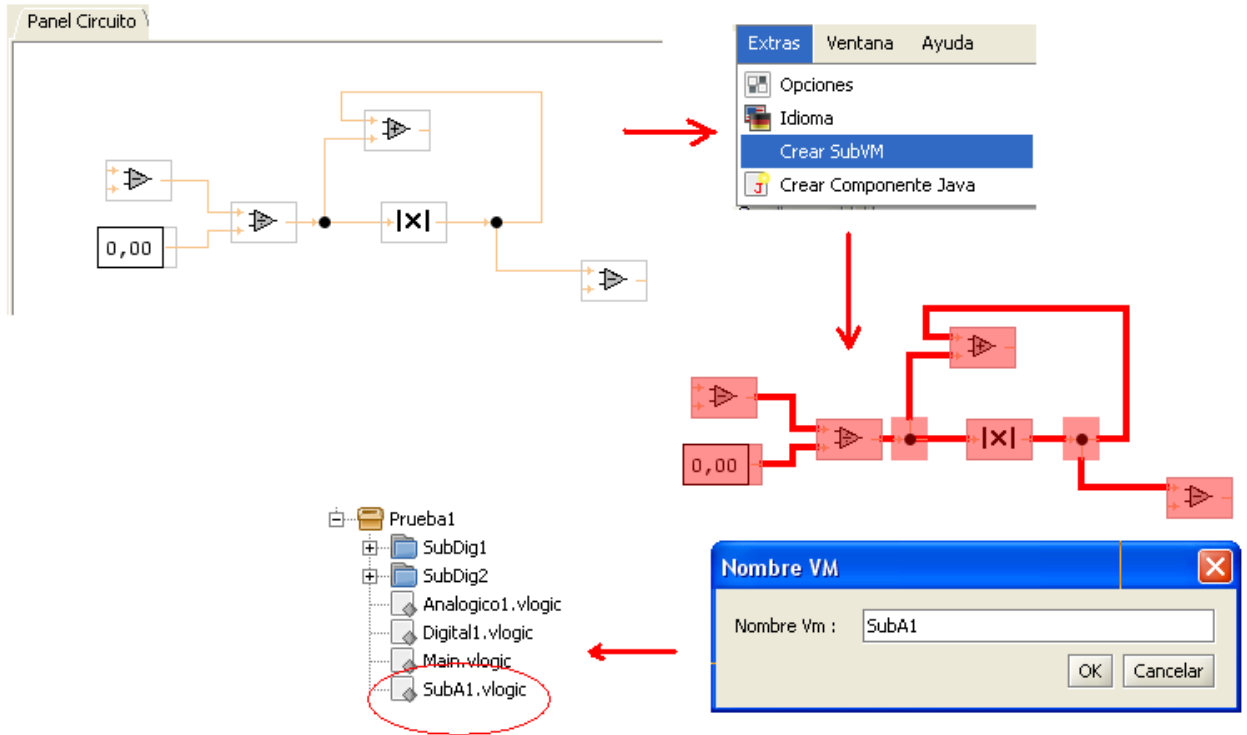 Panel Circuito
0,00
|×|
Extras Ventana Ayuda
Opciones
Idioma
Crear SubVM
Crear Componente Java
0,00
|×|
Prueba1
SubDig1
SubDig2
Analogico1.vlogic
Digital1.vlogic
Main.vlogic
SubA1.vlogic
Nombre VM
Nombre Vm : SubA1
OK Cancelar